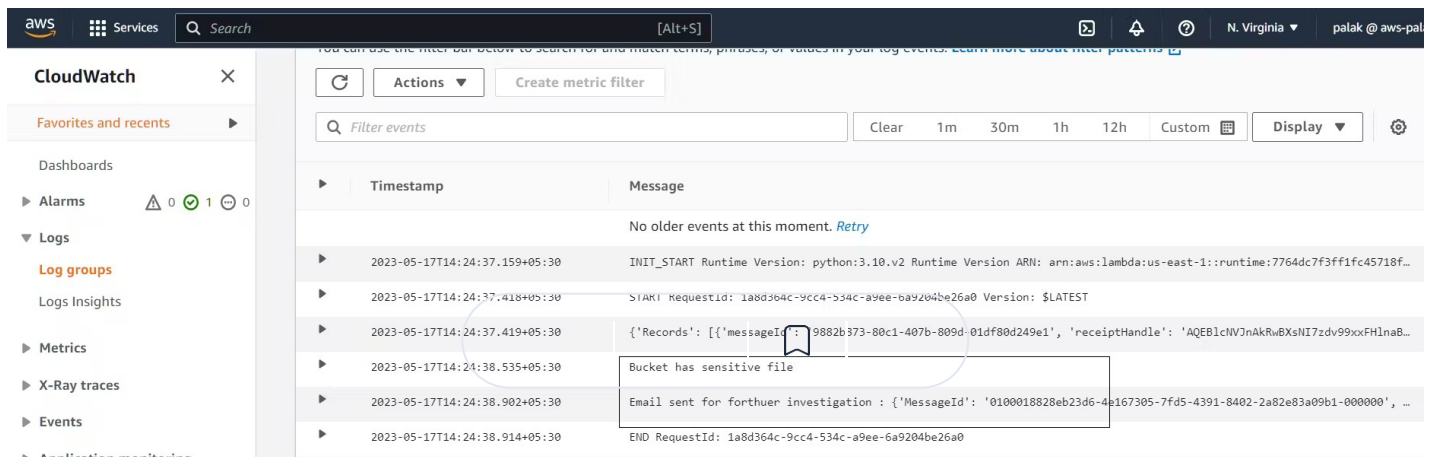 aws Services Search [Alt+S] N. Virginia palak @ aws-pal
You can use the filter bar below to search for and match terms, phrases, or values in your log events. Learn more about filter patterns
CloudWatch
Actions Create metric filter
Favorites and recents
Filter events Clear 1m 30m 1h 12h Custom Display
Dashboards
Timestamp Message
Alarms 0 1 0
No older events at this moment. Retry
Logs
2023-05-17T14:24:37.159+05:30 INIT_START Runtime Version: python:3.10.v2 Runtime Version ARN: arn:aws:lambda:us-east-1::runtime:7764dc7f3ff1fc45718f…
Log groups
2023-05-17T14:24:37.418+05:30 START RequestId: 1a8d364c-9cc4-534c-a9ee-6a9204be26a0 Version: $LATEST
Logs Insights
2023-05-17T14:24:37.419+05:30 {'Records': [{'messageId': 9882b873-80c1-407b-809d-01df80d249e1', 'receiptHandle': 'AQEBlcNVJnAkRwBXsNI7zdv99xxFHlnaB…
Metrics
2023-05-17T14:24:38.535+05:30 Bucket has sensitive file
X-Ray traces
2023-05-17T14:24:38.902+05:30 Email sent for forthuer investigation : {'MessageId': '0100018828eb23d6-4e167305-7fd5-4391-8402-2a82e83a09b1-000000', …
Events
2023-05-17T14:24:38.914+05:30 END RequestId: 1a8d364c-9cc4-534c-a9ee-6a9204be26a0
Application monitoring